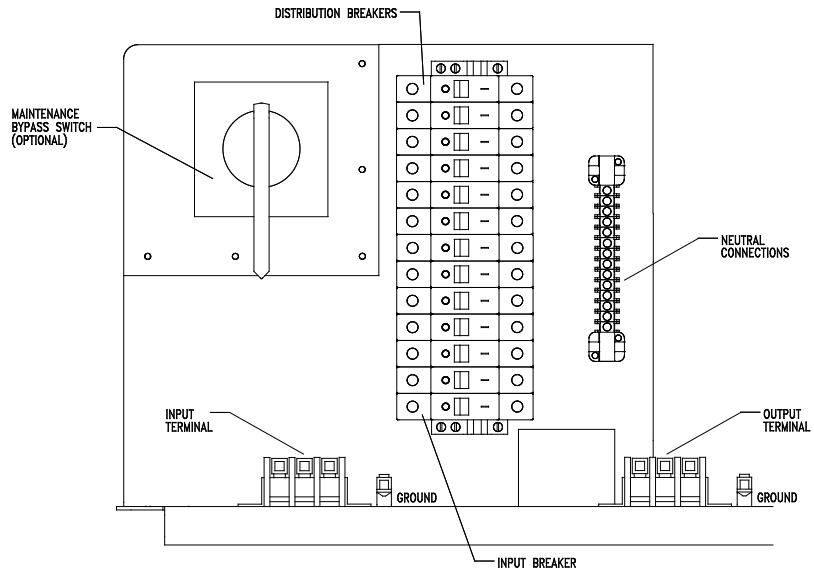 DISTRIBUTION BREAKERS
MAINTENANCE
BYPASS SWITCH
(OPTIONAL)
NEUTRAL
CONNECTIONS
INPUT
TERMINAL
OUTPUT
TERMINAL
GROUND
GROUND
INPUT BREAKER